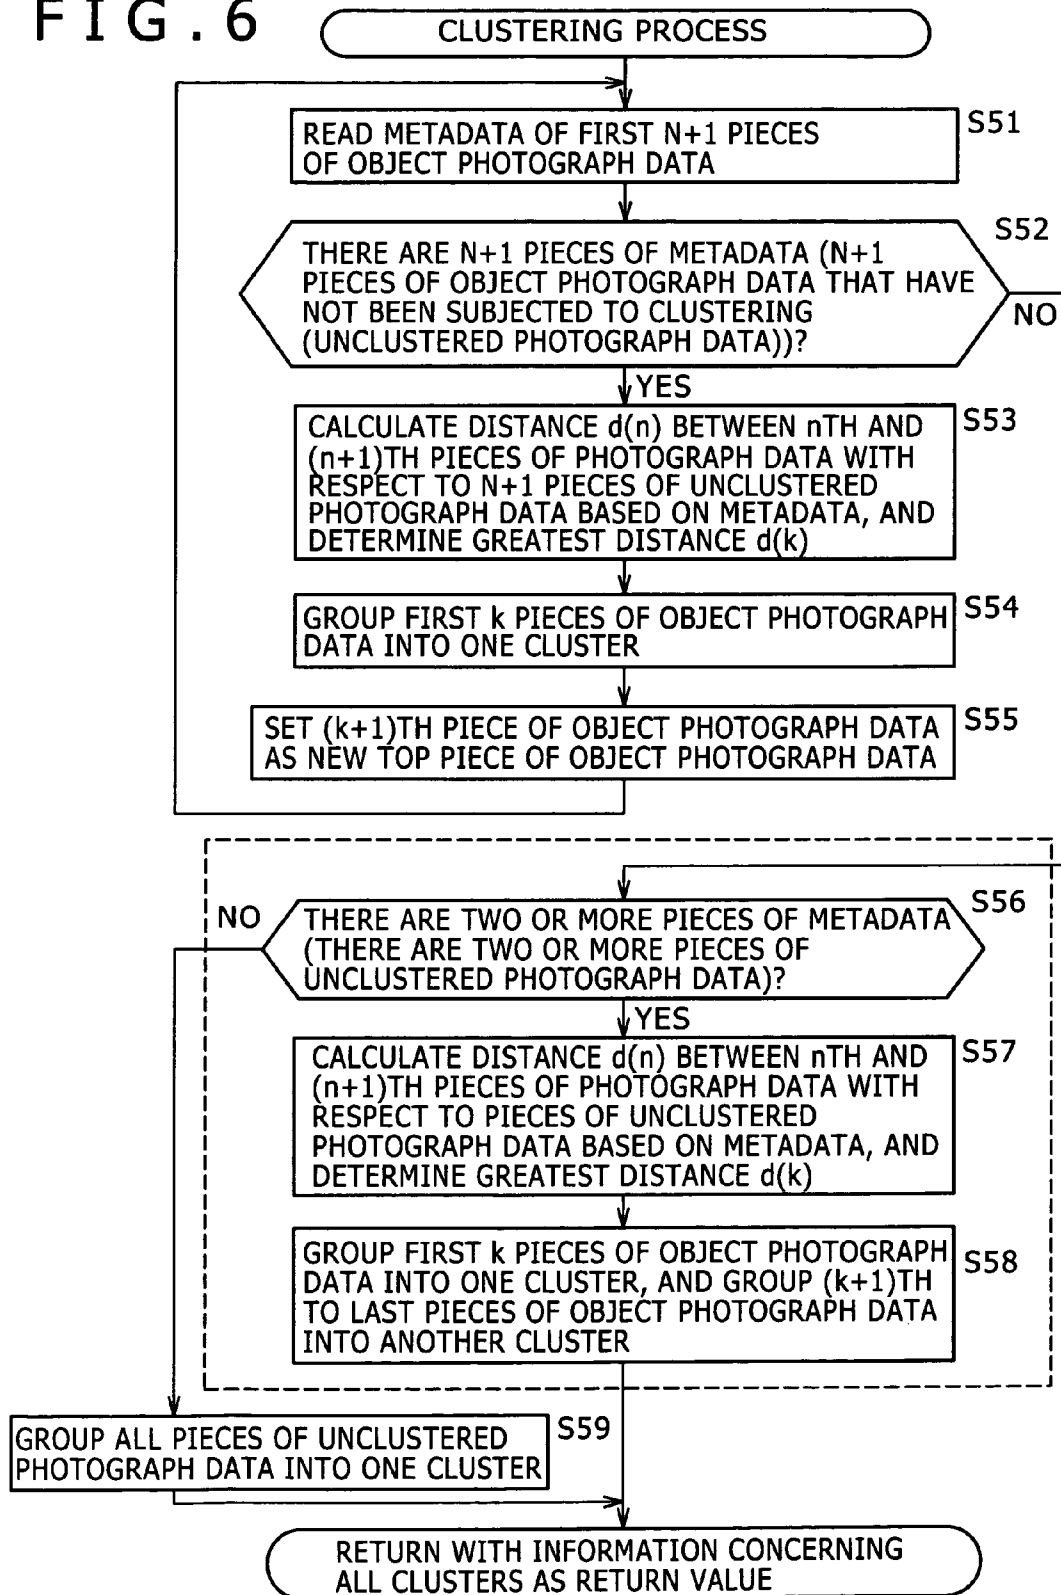 FIG.6
CLUSTERING PROCESS
S51
READ METADATA OF FIRST N+1 PIECES
OF OBJECT PHOTOGRAPH DATA
S52
THERE ARE N+1 PIECES OF METADATA (N+1
PIECES OF OBJECT PHOTOGRAPH DATA THAT HAVE
NOT BEEN SUBJECTED TO CLUSTERING
(UNCLUSTERED PHOTOGRAPH DATA))?
NO
YES
S53
CALCULATE DISTANCE d(n) BETWEEN nTH AND
(n+1)TH PIECES OF PHOTOGRAPH DATA WITH
RESPECT TO N+1 PIECES OF UNCLUSTERED
PHOTOGRAPH DATA BASED ON METADATA, AND
DETERMINE GREATEST DISTANCE d(k)
S54
GROUP FIRST k PIECES OF OBJECT PHOTOGRAPH
DATA INTO ONE CLUSTER
S55
SET (k+1)TH PIECE OF OBJECT PHOTOGRAPH DATA
AS NEW TOP PIECE OF OBJECT PHOTOGRAPH DATA
S56
NO
THERE ARE TWO OR MORE PIECES OF METADATA
(THERE ARE TWO OR MORE PIECES OF
UNCLUSTERED PHOTOGRAPH DATA)?
YES
S57
CALCULATE DISTANCE d(n) BETWEEN nTH AND
(n+1)TH PIECES OF PHOTOGRAPH DATA WITH
RESPECT TO PIECES OF UNCLUSTERED
PHOTOGRAPH DATA BASED ON METADATA, AND
DETERMINE GREATEST DISTANCE d(k)
S58
GROUP FIRST k PIECES OF OBJECT PHOTOGRAPH
DATA INTO ONE CLUSTER, AND GROUP (k+1)TH
TO LAST PIECES OF OBJECT PHOTOGRAPH DATA
INTO ANOTHER CLUSTER
S59
GROUP ALL PIECES OF UNCLUSTERED
PHOTOGRAPH DATA INTO ONE CLUSTER
RETURN WITH INFORMATION CONCERNING
ALL CLUSTERS AS RETURN VALUE